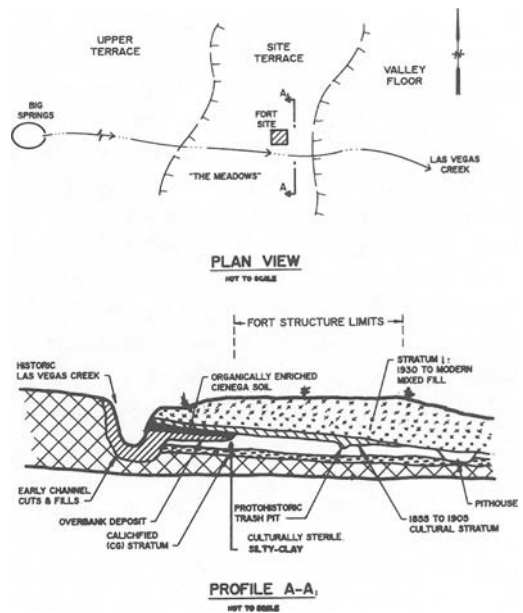 UPPER
TERRACE
SITE
TERRACE
VALLEY
FLOOR
BIG
SPRINGS
A
FORT
SITE
"THE MEADOWS"
A
LAS VEGAS
CREEK
PLAN VIEW
NOT TO SCALE
FORT STRUCTURE LIMITS
HISTORIC
LAS VEGAS CREEK
ORGANICALLY ENRICHED
CIENEGA SOIL
STRATUM I:
1930 TO MODERN
MIXED FILL
EARLY CHANNEL
CUTS & FILLS
OVERBANK DEPOSIT
CALICHIFIED
(CG) STRATUM
PROTOHISTORIC
TRASH PIT
CULTURALLY STERILE
SILTY-CLAY
PITHOUSE
1855 TO 1905
CULTURAL STRATUM
PROFILE A-A₁
NOT TO SCALE